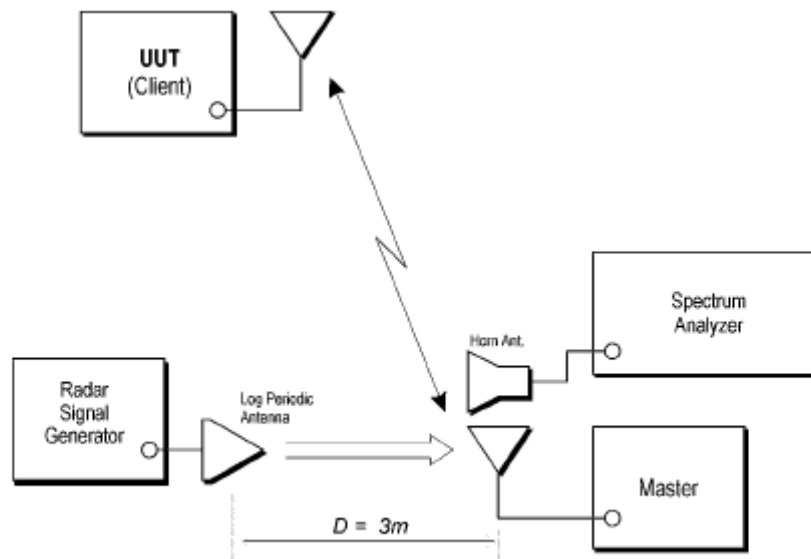 UUT
(Client)
Spectrum
Analyzer
Horn Ant.
Radar
Signal
Generator
Log Periodic
Antenna
Master
D = 3m